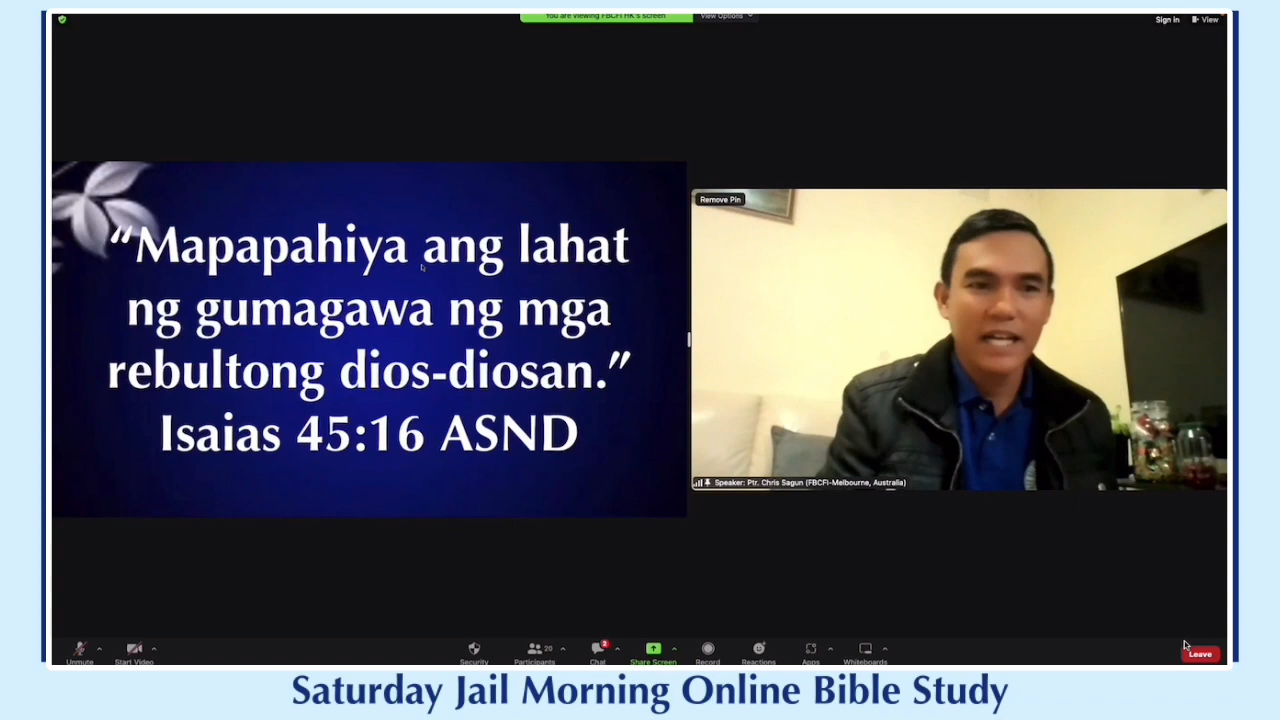 You are viewing FBCFI HK's screen
View Options
Sign in
View
“Mapapahiya ang lahat
ng gumagawa ng mga
rebultong dios-diosan.”
Isaias 45:16 ASND
Remove Pin
Speaker: Ptr. Chris Sagun (FBCFI-Melbourne, Australia)
Unmute
Start Video
Security
Participants
20
Chat
2
Share Screen
Record
Reactions
Apps
Whiteboards
Leave
Saturday Jail Morning Online Bible Study